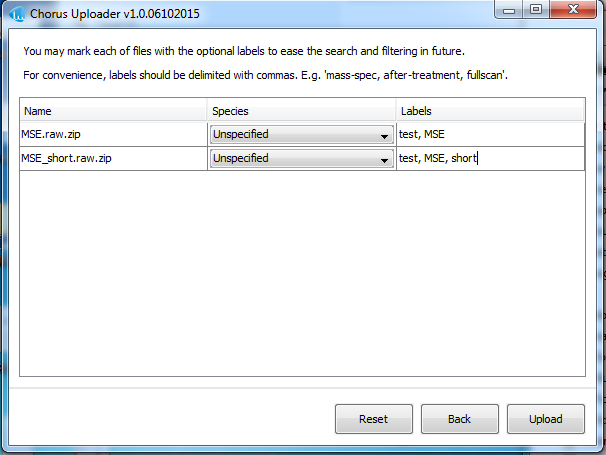 Chorus Uploader v1.0.06102015
You may mark each of files with the optional labels to ease the search and filtering in future.
For convenience, labels should be delimited with commas. E.g. 'mass-spec, after-treatment, fullscan'.
Name Species Labels
MSE.raw.zip Unspecified test, MSE
MSE_short.raw.zip Unspecified test, MSE, short
Reset Back Upload